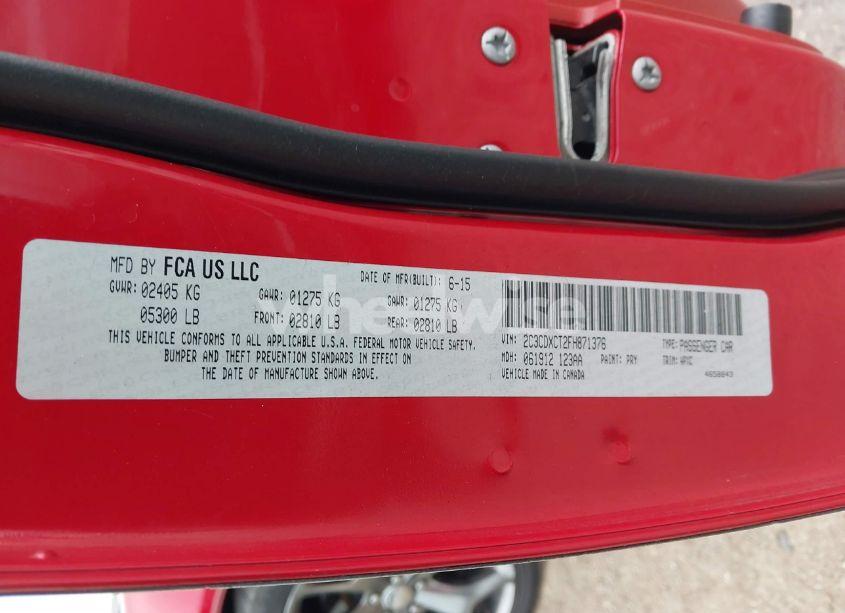 MFD BY FCA US LLC
DATE OF MFR(BUILT): 6-15
GVWR: 02405 KG
GAWR: 01275 KG
GAWR: 01275 KG
05300 LB
FRONT: 02810 LB
REAR: 02810 LB
THIS VEHICLE CONFORMS TO ALL APPLICABLE U.S.A. FEDERAL MOTOR VEHICLE SAFETY,
BUMPER AND THEFT PREVENTION STANDARDS IN EFFECT ON
THE DATE OF MANUFACTURE SHOWN ABOVE.
VIN: 2C3CDXCT2FH871376
TYPE: PASSENGER CAR
MDH: 061912 123AA
PAINT: PRY
TRIM:
VEHICLE MADE IN CANADA